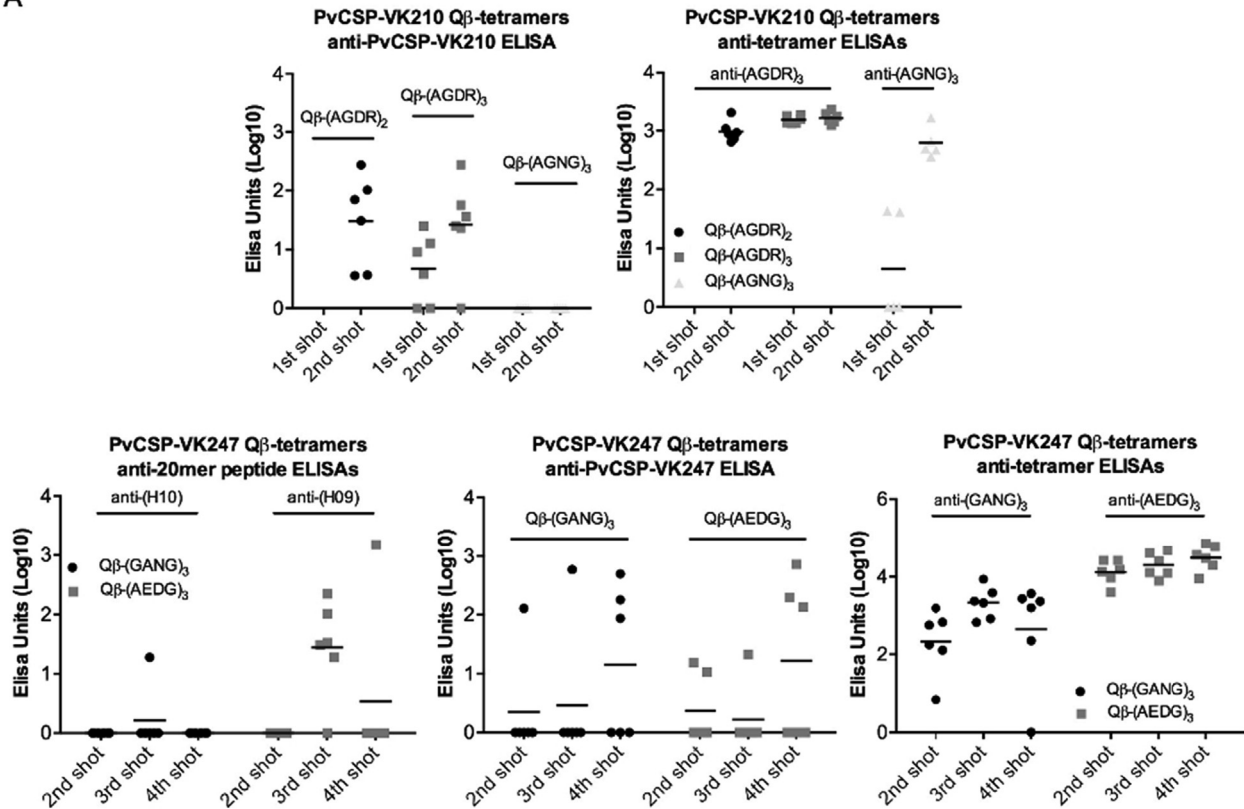 A
PvCSP-VK210 Qβ-tetramers
anti-PvCSP-VK210 ELISA
Elisa Units (Log10)
4
3
2
1
0
Qβ-(AGDR)2
Qβ-(AGDR)3
Qβ-(AGNG)3
1st shot
2nd shot
1st shot
2nd shot
1st shot
2nd shot
PvCSP-VK210 Qβ-tetramers
anti-tetramer ELISAs
Elisa Units (Log10)
4
3
2
1
0
anti-(AGDR)3
anti-(AGNG)3
Qβ-(AGDR)2
Qβ-(AGDR)3
Qβ-(AGNG)3
1st shot
2nd shot
1st shot
2nd shot
1st shot
2nd shot
PvCSP-VK247 Qβ-tetramers
anti-20mer peptide ELISAs
Elisa Units (Log10)
4
3
2
1
0
anti-(H10)
anti-(H09)
Qβ-(GANG)3
Qβ-(AEDG)3
2nd shot
3rd shot
4th shot
2nd shot
3rd shot
4th shot
PvCSP-VK247 Qβ-tetramers
anti-PvCSP-VK247 ELISA
Elisa Units (Log10)
4
3
2
1
0
Qβ-(GANG)3
Qβ-(AEDG)3
2nd shot
3rd shot
4th shot
2nd shot
3rd shot
4th shot
PvCSP-VK247 Qβ-tetramers
anti-tetramer ELISAs
Elisa Units (Log10)
6
4
2
0
anti-(GANG)3
anti-(AEDG)3
Qβ-(GANG)3
Qβ-(AEDG)3
2nd shot
3rd shot
4th shot
2nd shot
3rd shot
4th shot